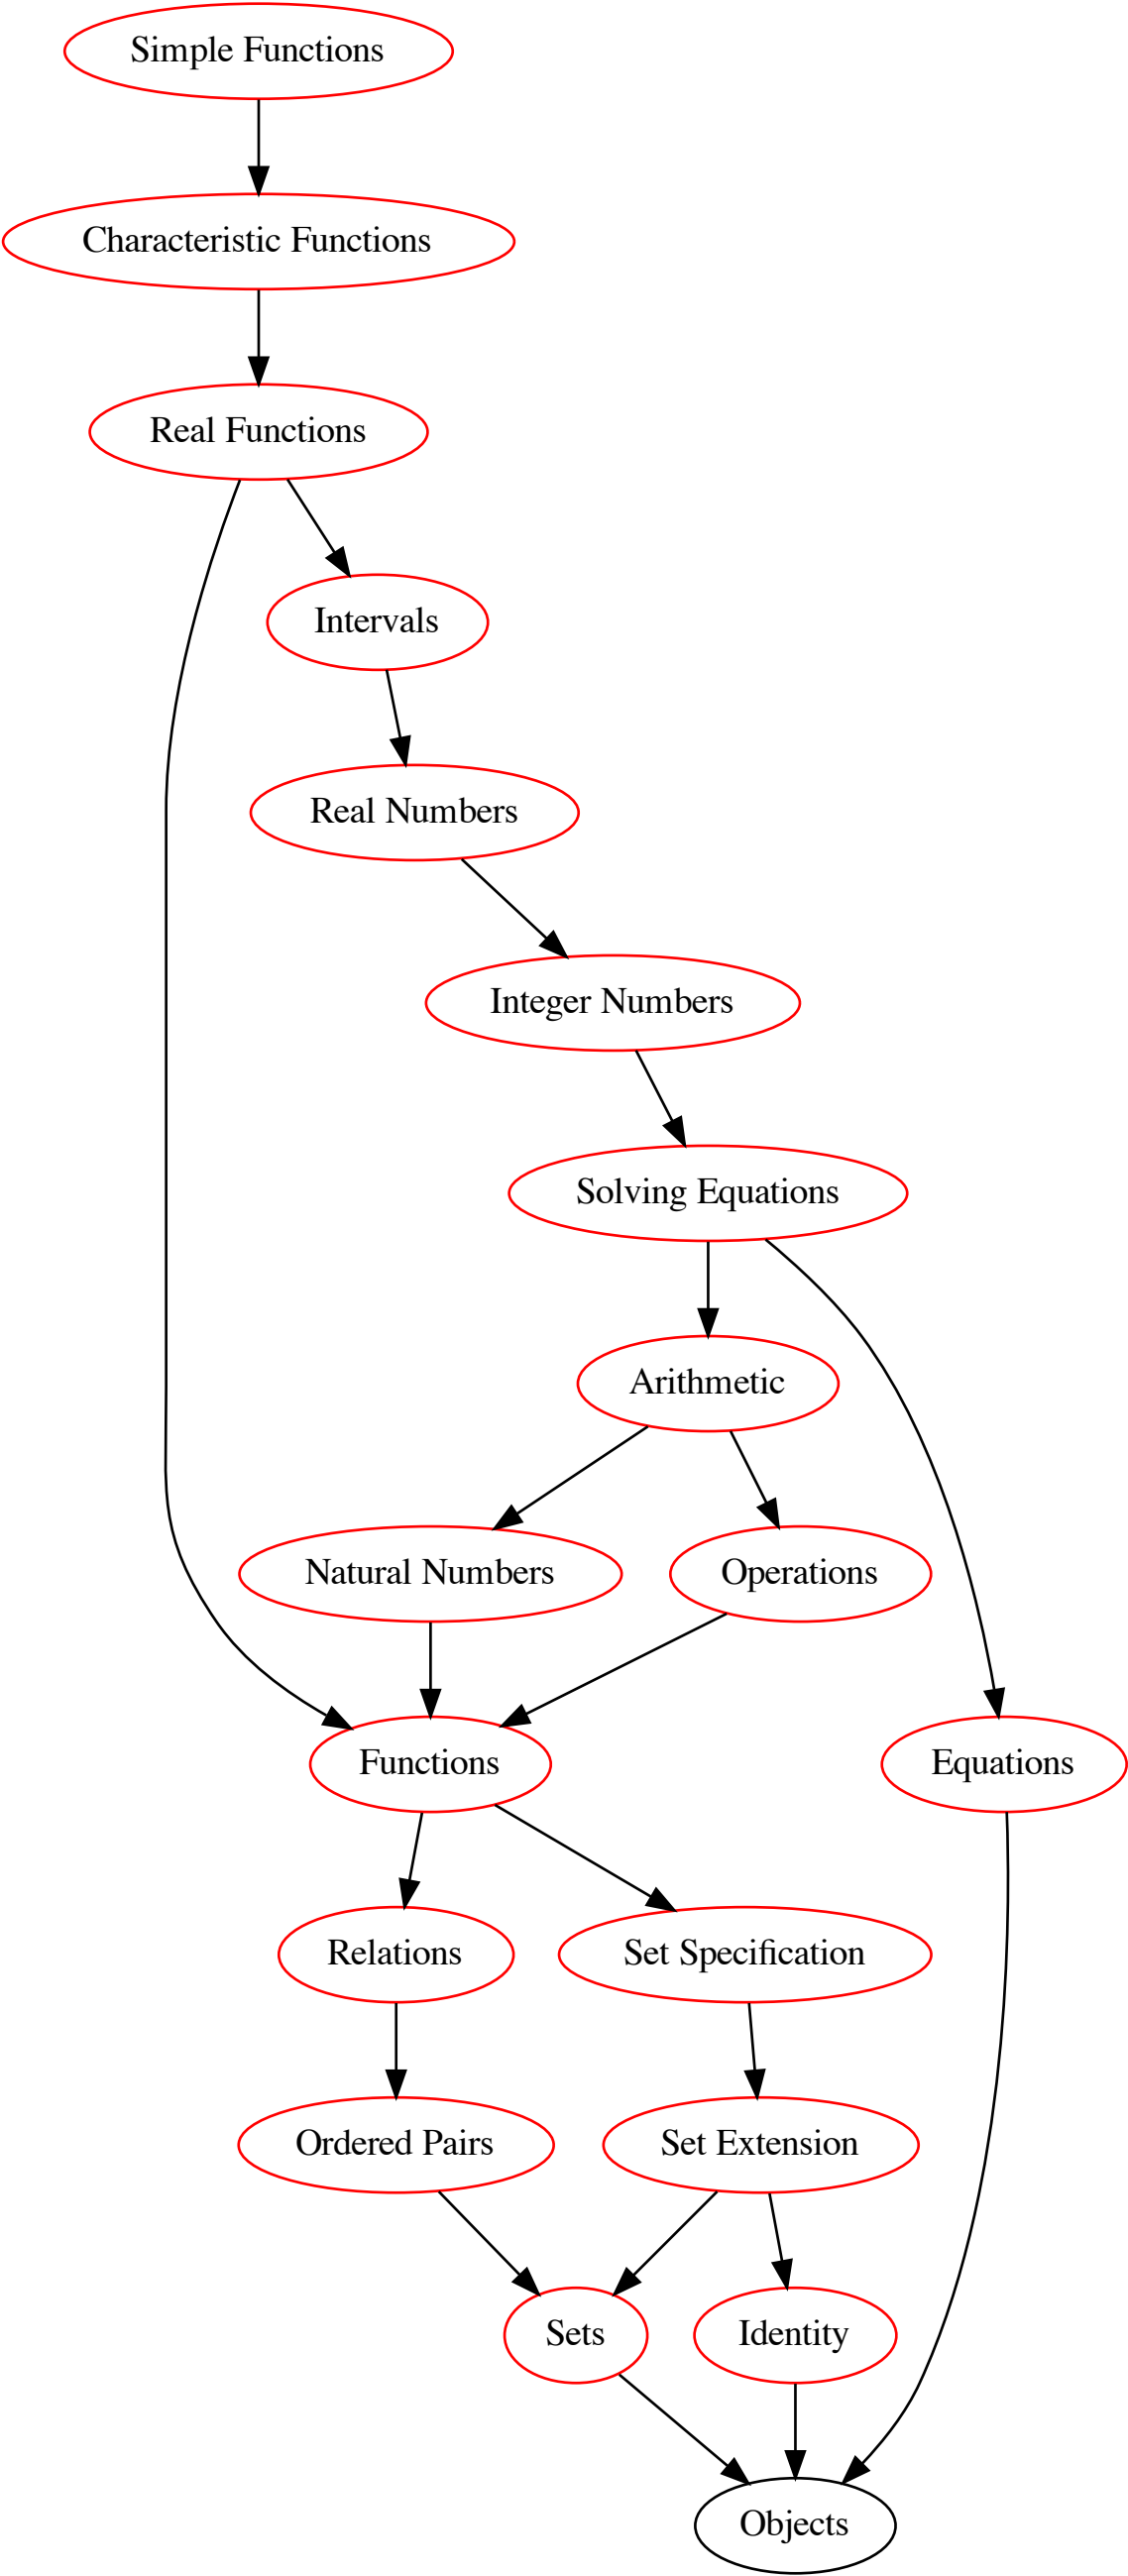 Simple Functions
Characteristic Functions
Real Functions
Intervals
Real Numbers
Integer Numbers
Solving Equations
Arithmetic
Natural Numbers
Operations
Functions
Equations
Relations
Set Specification
Ordered Pairs
Set Extension
Sets
Identity
Objects